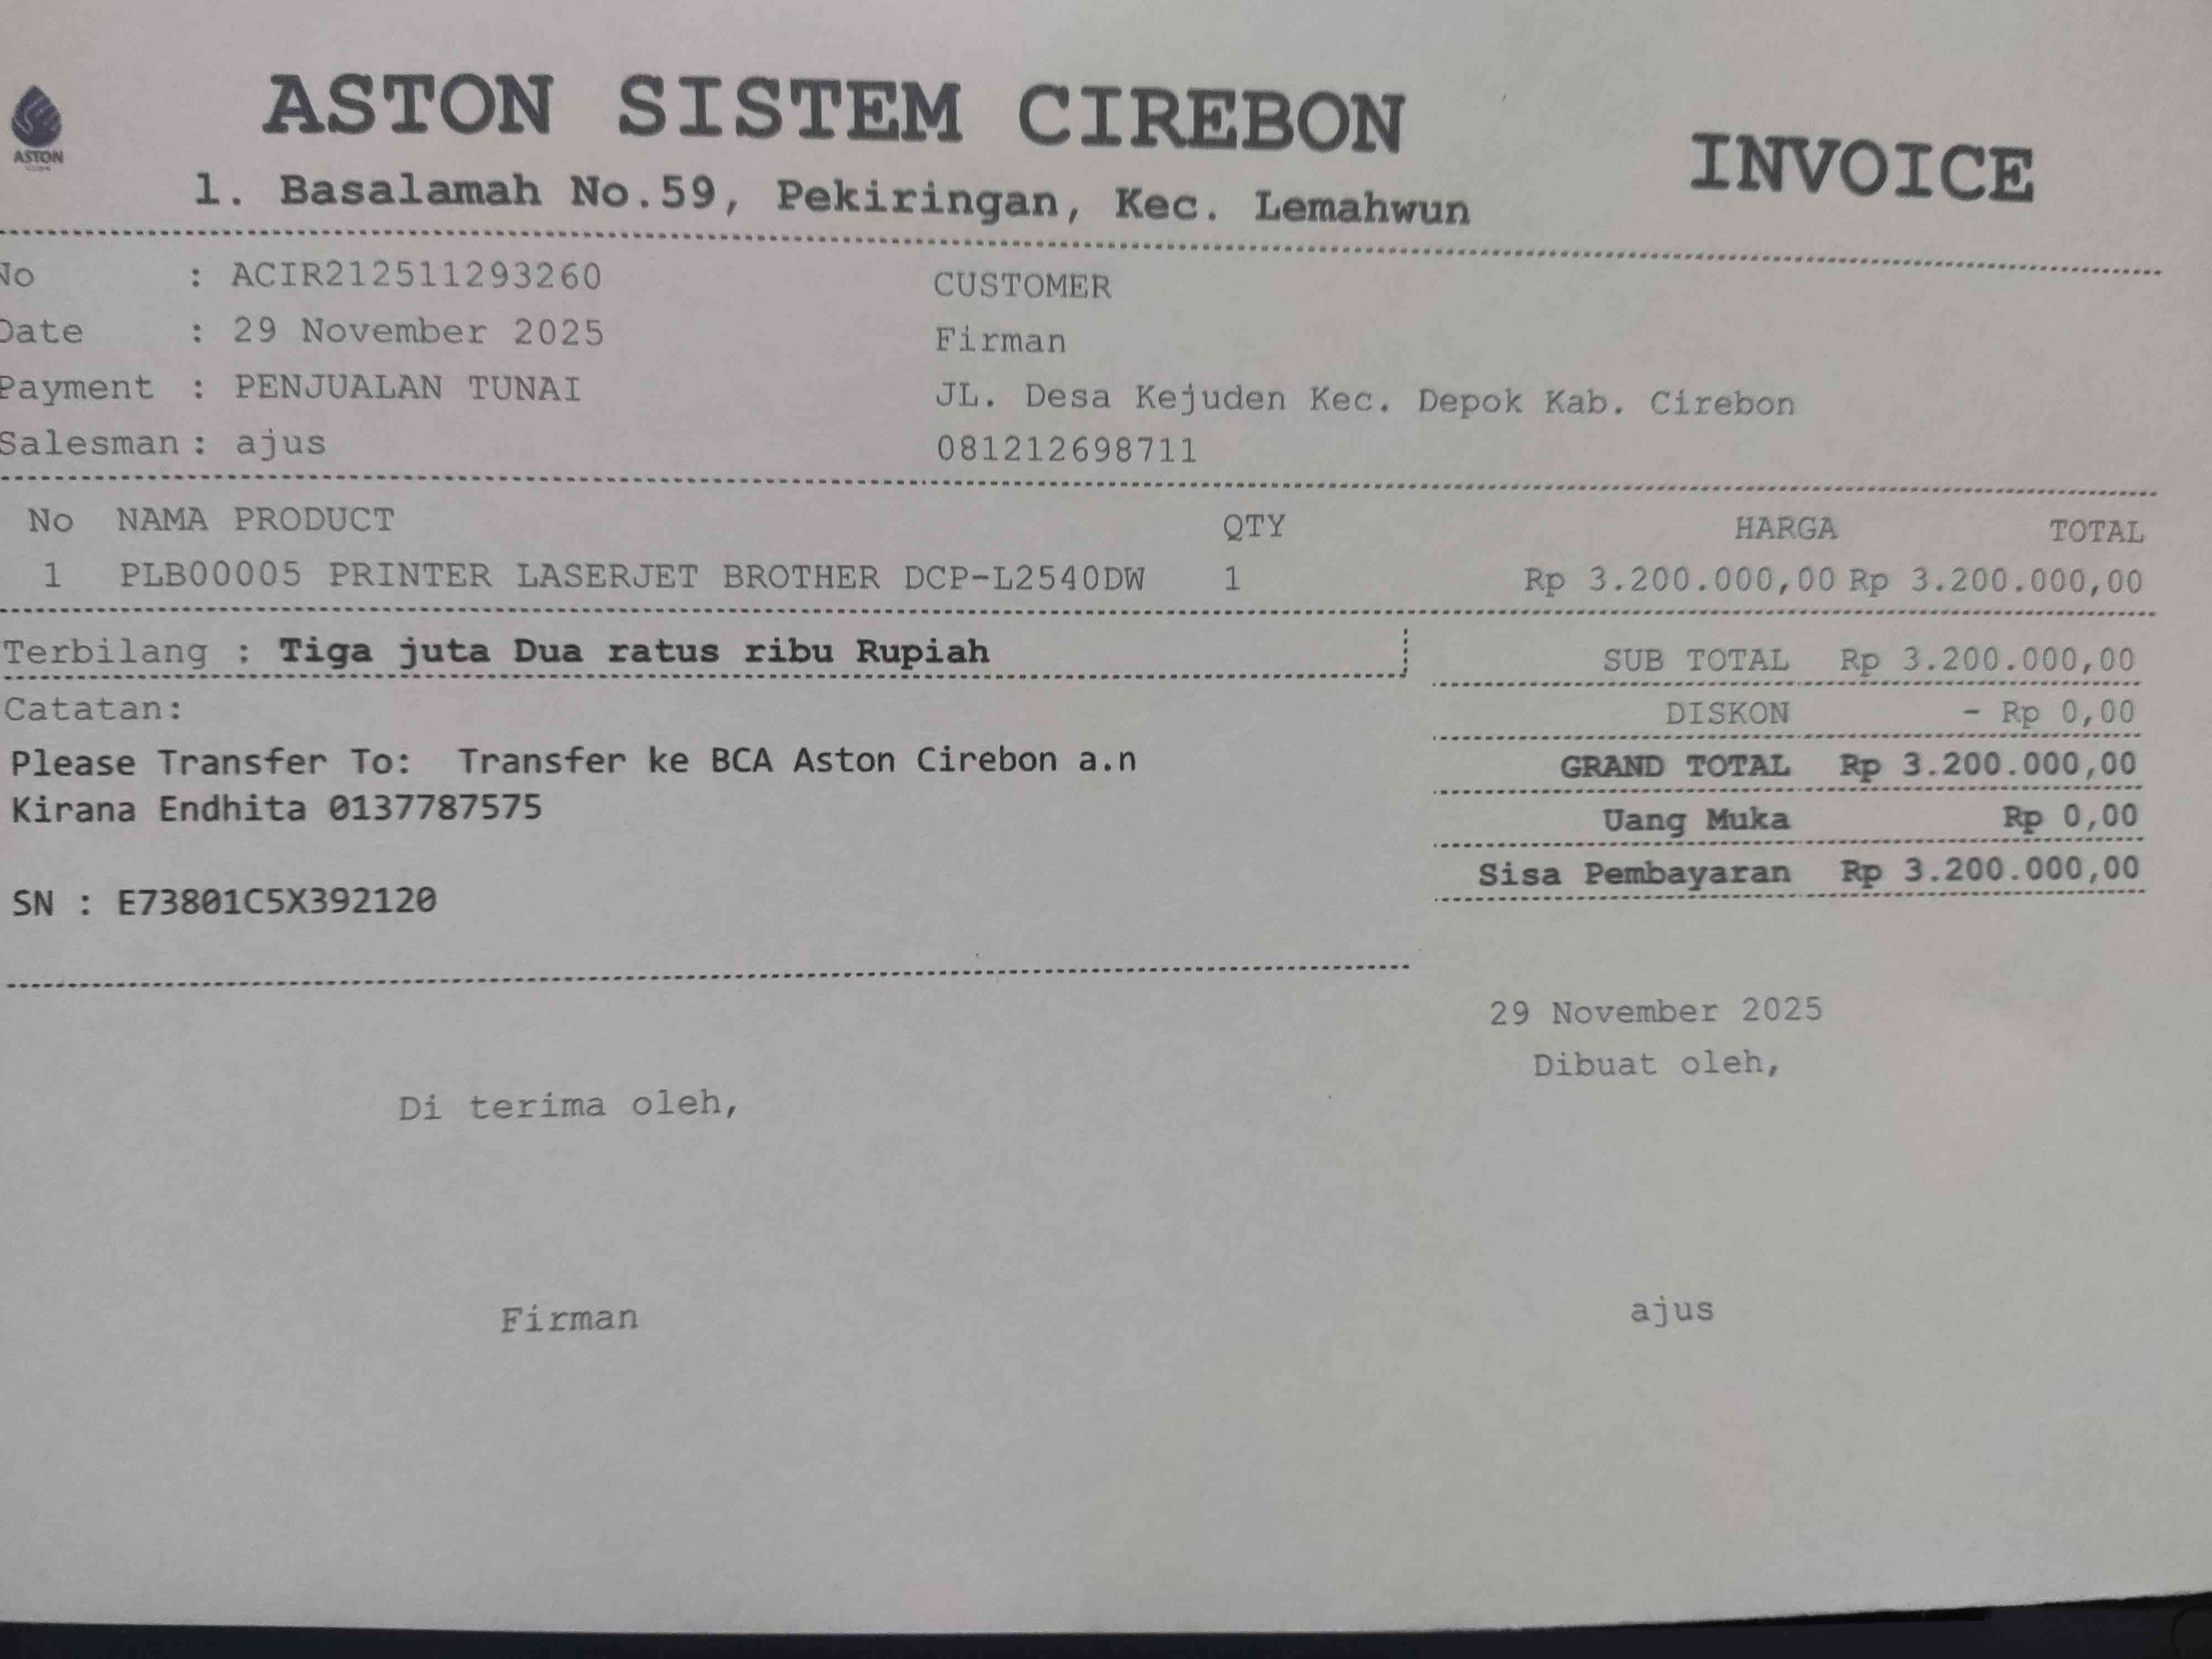 ASTON
ASTON SISTEM CIREBON
INVOICE
l. Basalamah No.59, Pekiringan, Kec. Lemahwun
No : ACIR212511293260
Date : 29 November 2025
Payment : PENJUALAN TUNAI
Salesman : ajus
CUSTOMER
Firman
JL. Desa Kejuden Kec. Depok Kab. Cirebon
081212698711
No NAMA PRODUCT QTY HARGA TOTAL
1 PLB00005 PRINTER LASERJET BROTHER DCP-L2540DW 1 Rp 3.200.000,00 Rp 3.200.000,00
Terbilang : Tiga juta Dua ratus ribu Rupiah
Catatan:
Please Transfer To: Transfer ke BCA Aston Cirebon a.n
Kirana Endhita 0137787575
SN : E73801C5X392120
SUB TOTAL Rp 3.200.000,00
DISKON - Rp 0,00
GRAND TOTAL Rp 3.200.000,00
Uang Muka Rp 0,00
Sisa Pembayaran Rp 3.200.000,00
29 November 2025
Dibuat oleh,
Di terima oleh,
Firman
ajus